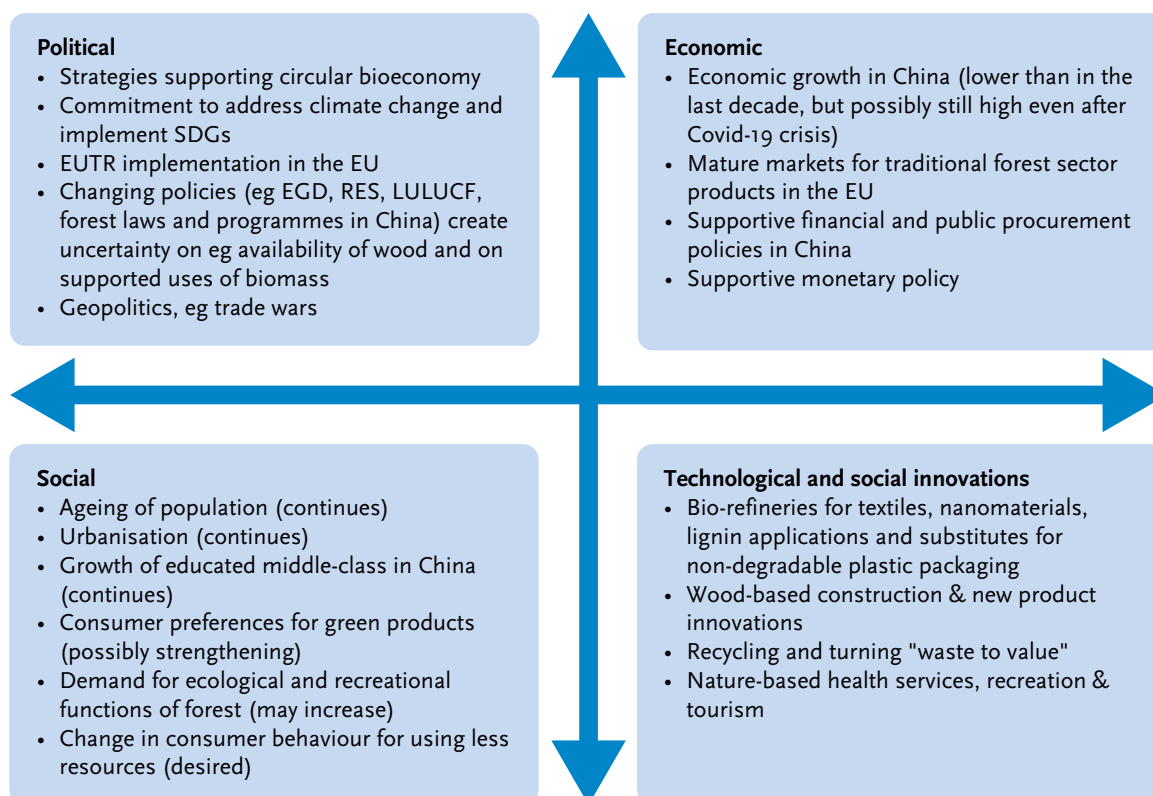 Political
• Strategies supporting circular bioeconomy
• Commitment to address climate change and
implement SDGs
• EUTR implementation in the EU
• Changing policies (eg EGD, RES, LULUCF,
forest laws and programmes in China) create
uncertainty on eg availability of wood and on
supported uses of biomass
• Geopolitics, eg trade wars
Economic
• Economic growth in China (lower than in the
last decade, but possibly still high even after
Covid-19 crisis)
• Mature markets for traditional forest sector
products in the EU
• Supportive financial and public procurement
policies in China
• Supportive monetary policy
Social
• Ageing of population (continues)
• Urbanisation (continues)
• Growth of educated middle-class in China
(continues)
• Consumer preferences for green products
(possibly strengthening)
• Demand for ecological and recreational
functions of forest (may increase)
• Change in consumer behaviour for using less
resources (desired)
Technological and social innovations
• Bio-refineries for textiles, nanomaterials,
lignin applications and substitutes for
non-degradable plastic packaging
• Wood-based construction & new product
innovations
• Recycling and turning "waste to value"
• Nature-based health services, recreation &
tourism